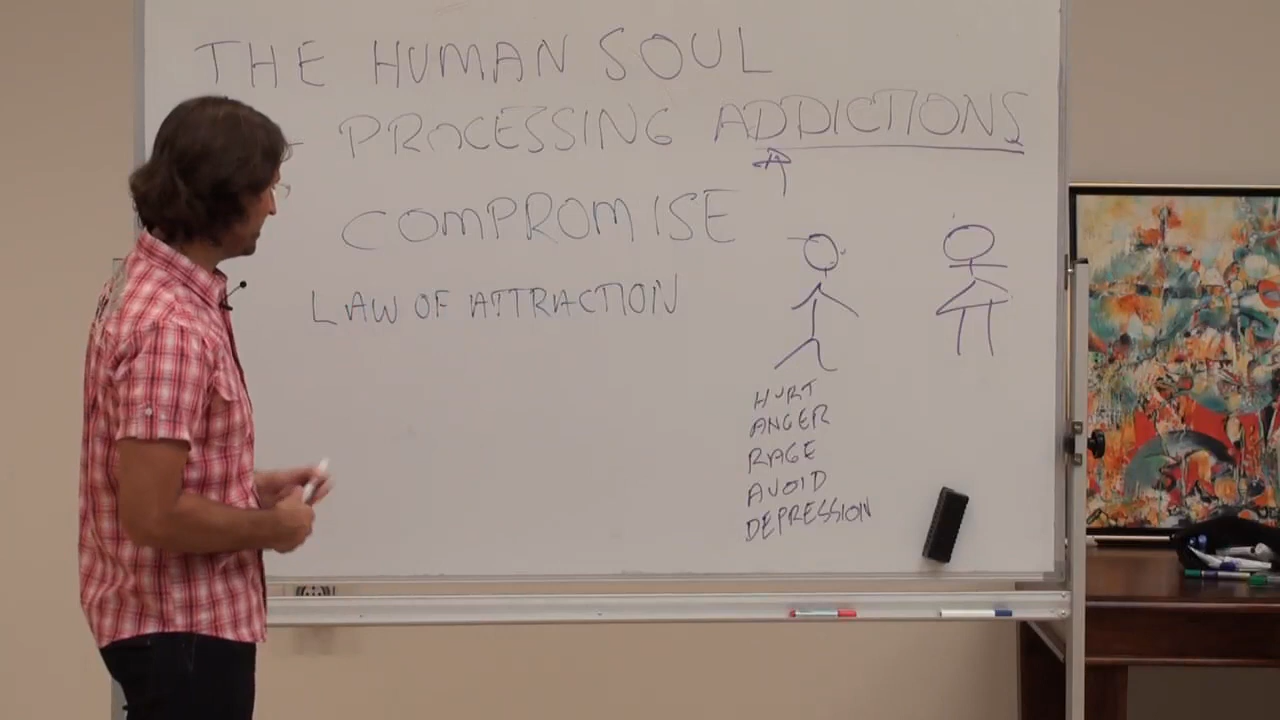 THE HUMAN SOUL
- PROCESSING ADDICTIONS
COMPROMISE
LAW OF ATTRACTION
HURT
ANGER
RAGE
AVOID
DEPRESSION